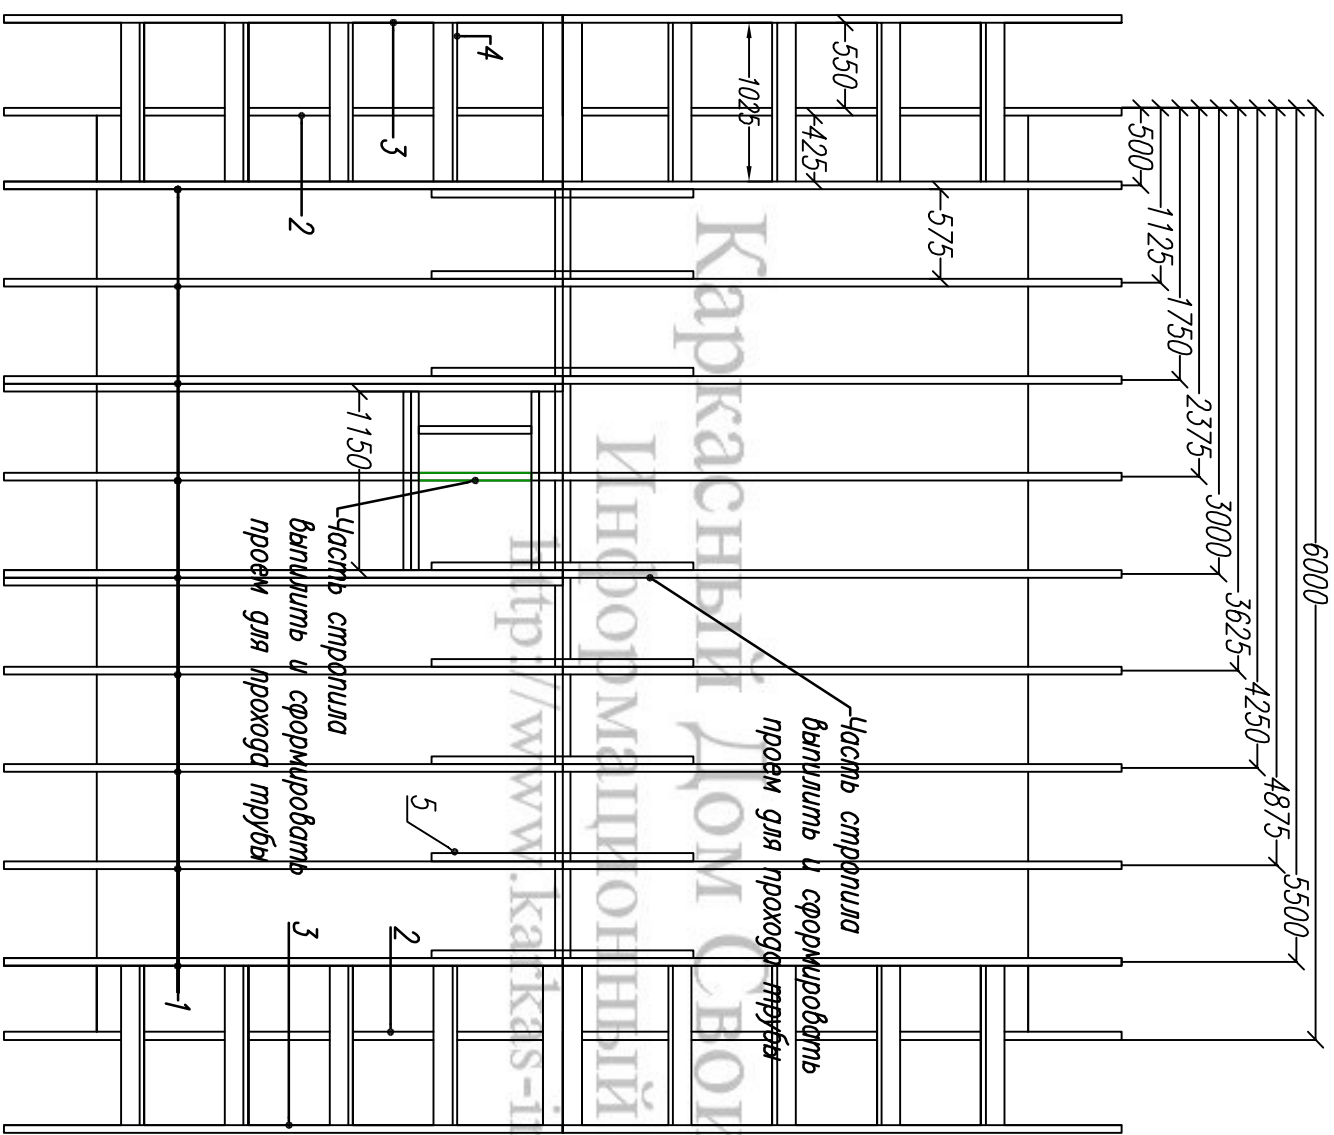 6000
5500
4875
4250
3625
3000
2375
1750
1125
500
550
425
1025
575
1150
4
3
2
Часть стропила
выпилить и сформировать
проем для прохода трубы
Часть стропила
выпилить и сформировать
проем для прохода трубы
5
2
3
1
Каркасный Дом Свои
Информационный
http://www.karkas-i